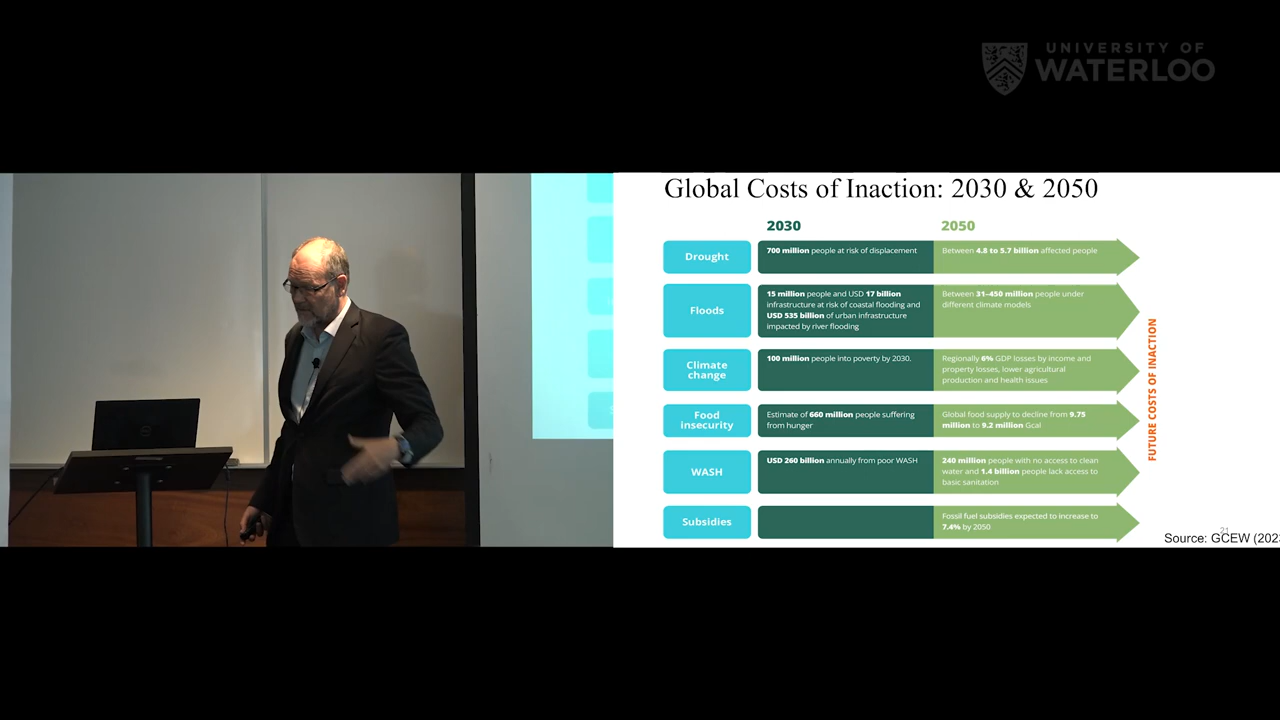 UNIVERSITY OF
WATERLOO
Global Costs of Inaction: 2030 & 2050
2030
2050
Drought
700 million people at risk of displacement
Between 4.8 to 5.7 billion affected people
Floods
15 million people and USD 17 billion
infrastructure at risk of coastal flooding and
USD 535 billion of urban infrastructure
impacted by river flooding
Between 31–450 million people under
different climate models
Climate
change
100 million people into poverty by 2030.
Regionally 6% GDP losses by income and
property losses, lower agricultural
production and health issues
Food
insecurity
Estimate of 660 million people suffering
from hunger
Global food supply to decline from 9.75
million to 9.2 million Gcal
WASH
USD 260 billion annually from poor WASH
240 million people with no access to clean
water and 1.4 billion people lack access to
basic sanitation
Subsidies
Fossil fuel subsidies expected to increase to
7.4% by 2050
FUTURE COSTS OF INACTION
21
Source: GCEW (2023